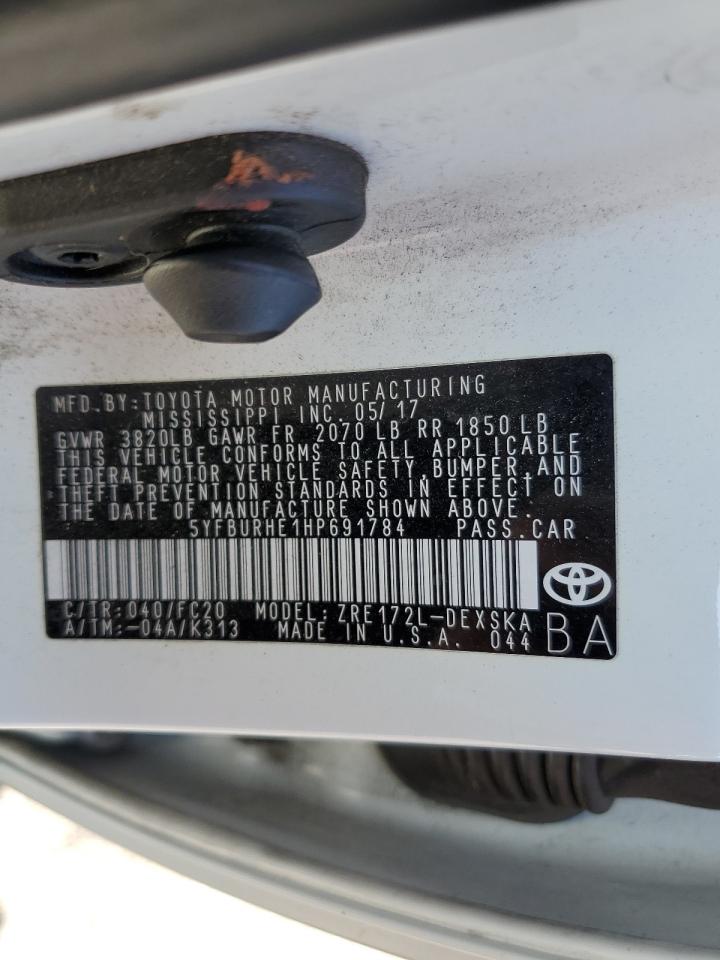 MFD.BY:TOYOTA MOTOR MANUFACTURING
MISSISSIPPI INC. 05/17
GVWR 3820LB GAWR FR 2070 LB RR 1850 LB
THIS VEHICLE CONFORMS TO ALL APPLICABLE
FEDERAL MOTOR VEHICLE SAFETY, BUMPER, AND
THEFT PREVENTION STANDARDS IN EFFECT ON
THE DATE OF MANUFACTURE SHOWN ABOVE.
5YFBURHE1HP691784 PASS.CAR
C/TR:040/FC20 MODEL:ZRE172L-DEXSKA
A/TM:-04A/K313 MADE IN U.S.A. 044 BA